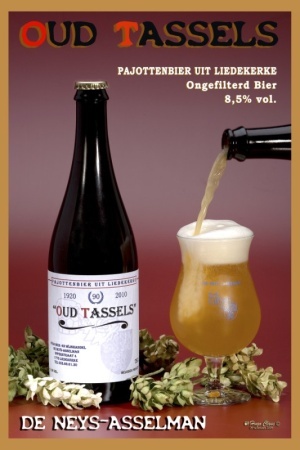 OUD TASSELS
PAJOTTENBIER UIT LIEDEKERKE
Ongefilterd Bier
8,5% vol.
PAJOTTENBIER UIT LIEDEKERKE
1920 90 2010
"OUD TASSELS"
DE NEYS-ASSELMAN